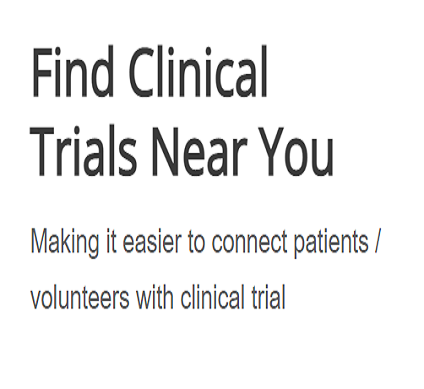 Find Clinical
Trials Near You
Making it easier to connect patients /
volunteers with clinical trial